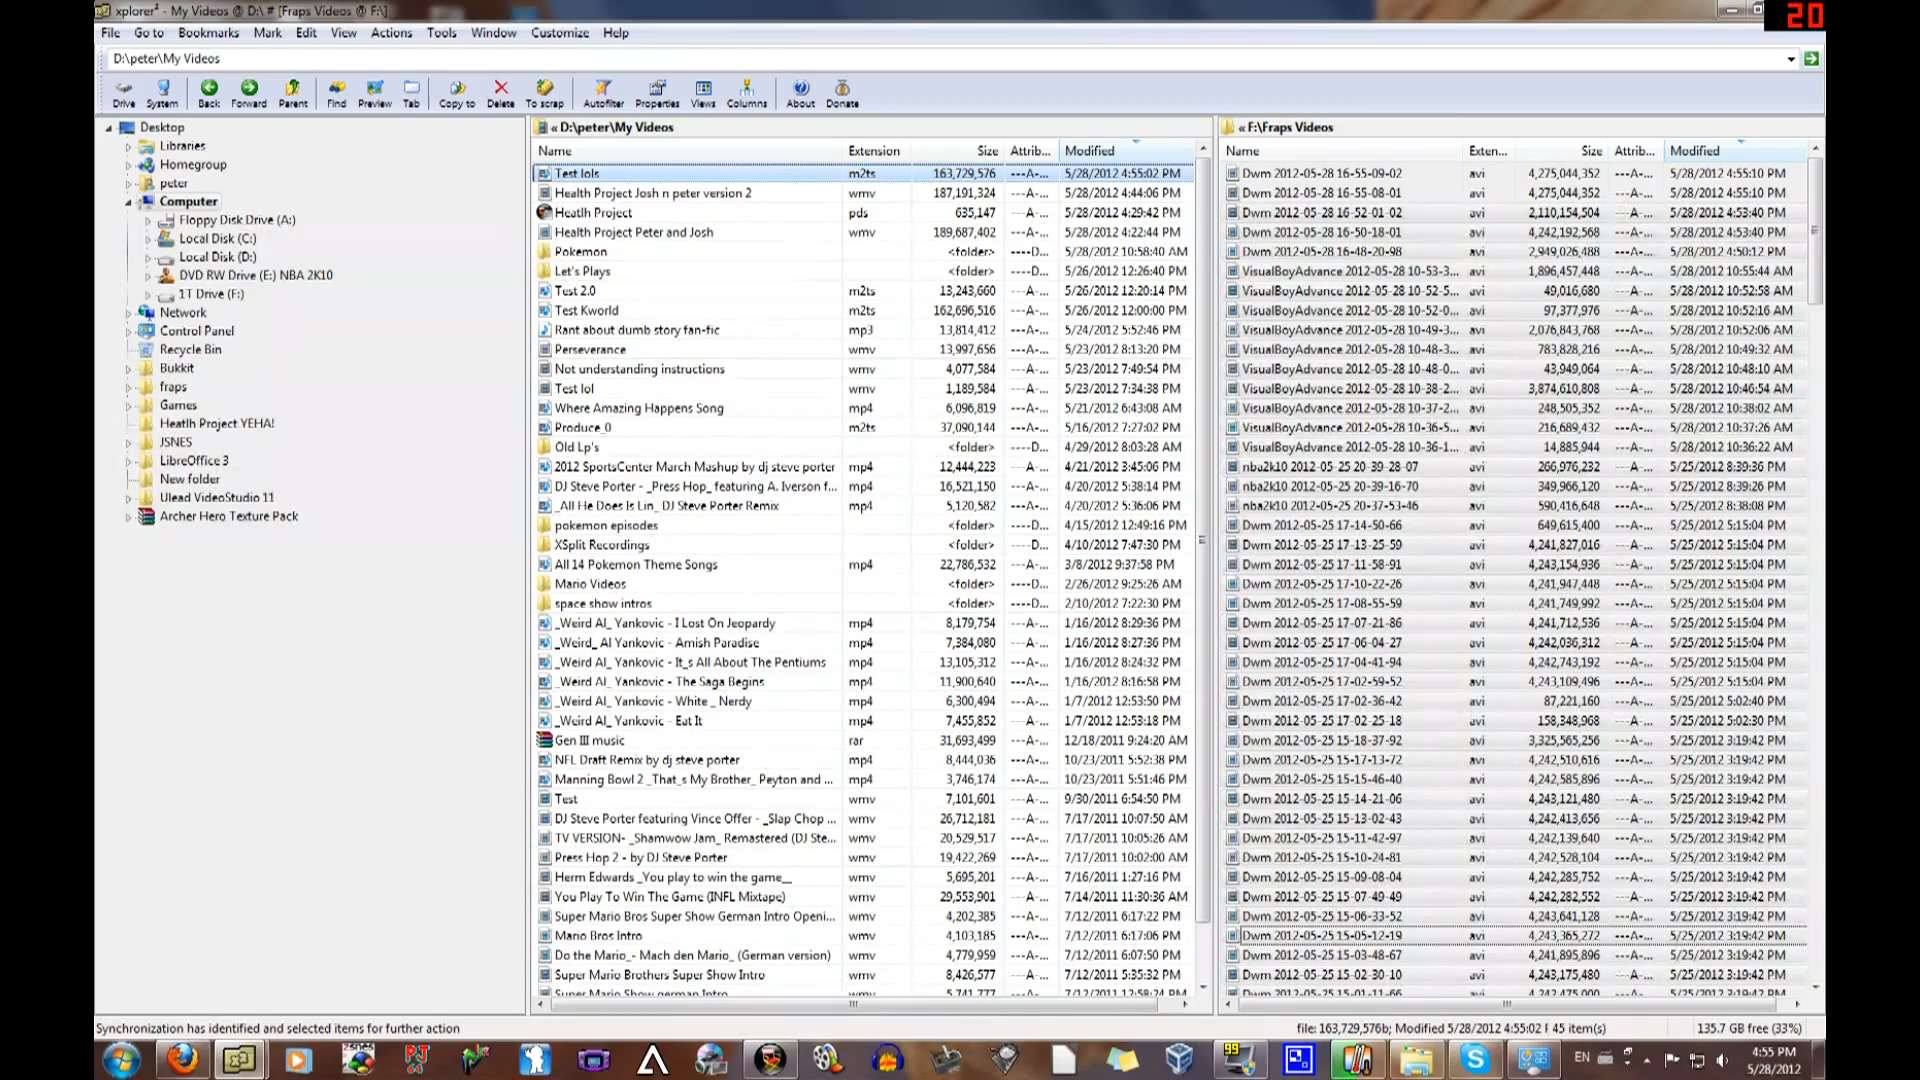 xplorer² - My Videos @ D:\ # [Fraps Videos @ F:\]
20
File Go to Bookmarks Mark Edit View Actions Tools Window Customize Help
D:\peter\My Videos
Drive System Back Forward Parent Find Preview Tab Copy to Delete To scrap Autofilter Properties Views Columns About Donate
Desktop
Libraries
Homegroup
peter
Computer
Floppy Disk Drive (A:)
Local Disk (C:)
Local Disk (D:)
DVD RW Drive (E:) NBA 2K10
1T Drive (F:)
Network
Control Panel
Recycle Bin
Bukkit
fraps
Games
Heatlh Project YEHA!
JSNES
LibreOffice 3
New folder
Ulead VideoStudio 11
Archer Hero Texture Pack
« D:\peter\My Videos
Name Extension Size Attrib... Modified
Test lols m2ts 163,729,576 ---A-... 5/28/2012 4:55:02 PM
Health Project Josh n peter version 2 wmv 187,191,324 ---A-... 5/28/2012 4:44:06 PM
Heatlh Project pds 635,147 ---A-... 5/28/2012 4:29:42 PM
Health Project Peter and Josh wmv 189,687,402 ---A-... 5/28/2012 4:22:44 PM
Pokemon <folder> ----D... 5/28/2012 10:58:40 AM
Let's Plays <folder> ----D... 5/26/2012 12:26:40 PM
Test 2.0 m2ts 13,243,660 ---A-... 5/26/2012 12:20:14 PM
Test Kworld m2ts 162,696,516 ---A-... 5/26/2012 12:00:00 PM
Rant about dumb story fan-fic mp3 13,814,412 ---A-... 5/24/2012 5:52:46 PM
Perseverance wmv 13,997,656 ---A-... 5/23/2012 8:13:20 PM
Not understanding instructions wmv 4,077,584 ---A-... 5/23/2012 7:49:54 PM
Test lol wmv 1,189,584 ---A-... 5/23/2012 7:34:38 PM
Where Amazing Happens Song mp4 6,096,819 ---A-... 5/21/2012 6:43:08 AM
Produce_0 m2ts 37,090,144 ---A-... 5/16/2012 7:27:02 PM
Old Lp's <folder> ----D... 4/29/2012 8:03:28 AM
2012 SportsCenter March Mashup by dj steve porter mp4 12,444,223 ---A-... 4/21/2012 3:45:06 PM
DJ Steve Porter - _Press Hop_ featuring A. Iverson f... mp4 16,521,150 ---A-... 4/20/2012 5:38:14 PM
_All He Does Is Lin_ DJ Steve Porter Remix mp4 5,120,582 ---A-... 4/20/2012 5:36:06 PM
pokemon episodes <folder> ----D... 4/15/2012 12:49:16 PM
XSplit Recordings <folder> ----D... 4/10/2012 7:47:30 PM
All 14 Pokemon Theme Songs mp4 22,786,532 ---A-... 3/8/2012 9:37:58 PM
Mario Videos <folder> ----D... 2/26/2012 9:25:26 AM
space show intros <folder> ----D... 2/10/2012 7:22:30 PM
_Weird Al_ Yankovic - I Lost On Jeopardy mp4 8,179,754 ---A-... 1/16/2012 8:29:36 PM
_Weird_ Al Yankovic - Amish Paradise mp4 7,384,080 ---A-... 1/16/2012 8:27:36 PM
_Weird Al_ Yankovic - It_s All About The Pentiums mp4 13,105,312 ---A-... 1/16/2012 8:24:32 PM
_Weird Al_ Yankovic - The Saga Begins mp4 11,900,640 ---A-... 1/16/2012 8:16:58 PM
_Weird Al_ Yankovic - White _ Nerdy mp4 6,300,494 ---A-... 1/7/2012 12:53:50 PM
_Weird Al_ Yankovic - Eat It mp4 7,455,852 ---A-... 1/7/2012 12:53:18 PM
Gen III music rar 31,693,499 ---A-... 12/18/2011 9:24:20 AM
NFL Draft Remix by dj steve porter mp4 8,444,036 ---A-... 10/23/2011 5:52:38 PM
Manning Bowl 2 _That_s My Brother_ Peyton and ... mp4 3,746,174 ---A-... 10/23/2011 5:51:46 PM
Test wmv 7,101,601 ---A-... 9/30/2011 6:54:50 PM
DJ Steve Porter featuring Vince Offer - _Slap Chop ... wmv 26,712,181 ---A-... 7/17/2011 10:07:50 AM
TV VERSION- _Shamwow Jam_ Remastered (DJ Ste... wmv 20,529,517 ---A-... 7/17/2011 10:05:26 AM
Press Hop 2 - by DJ Steve Porter wmv 19,422,269 ---A-... 7/17/2011 10:02:00 AM
Herm Edwards _You play to win the game__ wmv 5,695,201 ---A-... 7/16/2011 1:27:16 PM
You Play To Win The Game (INFL Mixtape) wmv 29,553,901 ---A-... 7/14/2011 11:30:36 AM
Super Mario Bros Super Show German Intro Openi... wmv 4,202,385 ---A-... 7/12/2011 6:17:22 PM
Mario Bros Intro wmv 4,103,185 ---A-... 7/12/2011 6:17:06 PM
Do the Mario_- Mach den Mario_ (German version) wmv 4,779,959 ---A-... 7/12/2011 6:07:50 PM
Super Mario Brothers Super Show Intro wmv 8,426,577 ---A-... 7/12/2011 5:35:32 PM
Super Mario Show german Intro wmv 5,741,777 ---A-... 7/12/2011 12:58:24 PM
« F:\Fraps Videos
Name Exten... Size Attrib... Modified
Dwm 2012-05-28 16-55-09-02 avi 4,275,044,352 ---A-... 5/28/2012 4:55:10 PM
Dwm 2012-05-28 16-55-08-01 avi 4,275,044,352 ---A-... 5/28/2012 4:55:10 PM
Dwm 2012-05-28 16-52-01-02 avi 2,110,154,504 ---A-... 5/28/2012 4:53:40 PM
Dwm 2012-05-28 16-50-18-01 avi 4,242,192,568 ---A-... 5/28/2012 4:53:40 PM
Dwm 2012-05-28 16-48-20-98 avi 2,949,026,488 ---A-... 5/28/2012 4:50:12 PM
VisualBoyAdvance 2012-05-28 10-53-3... avi 1,896,457,448 ---A-... 5/28/2012 10:55:44 AM
VisualBoyAdvance 2012-05-28 10-52-5... avi 49,016,680 ---A-... 5/28/2012 10:52:58 AM
VisualBoyAdvance 2012-05-28 10-52-0... avi 97,377,976 ---A-... 5/28/2012 10:52:16 AM
VisualBoyAdvance 2012-05-28 10-49-3... avi 2,076,843,768 ---A-... 5/28/2012 10:52:06 AM
VisualBoyAdvance 2012-05-28 10-48-3... avi 783,828,216 ---A-... 5/28/2012 10:49:32 AM
VisualBoyAdvance 2012-05-28 10-48-0... avi 43,949,064 ---A-... 5/28/2012 10:48:10 AM
VisualBoyAdvance 2012-05-28 10-38-2... avi 3,874,610,808 ---A-... 5/28/2012 10:46:54 AM
VisualBoyAdvance 2012-05-28 10-37-2... avi 248,505,352 ---A-... 5/28/2012 10:38:02 AM
VisualBoyAdvance 2012-05-28 10-36-5... avi 216,689,432 ---A-... 5/28/2012 10:37:26 AM
VisualBoyAdvance 2012-05-28 10-36-1... avi 14,885,944 ---A-... 5/28/2012 10:36:22 AM
nba2k10 2012-05-25 20-39-28-07 avi 266,976,232 ---A-... 5/25/2012 8:39:36 PM
nba2k10 2012-05-25 20-39-16-70 avi 349,966,120 ---A-... 5/25/2012 8:39:26 PM
nba2k10 2012-05-25 20-37-53-46 avi 590,416,648 ---A-... 5/25/2012 8:38:08 PM
Dwm 2012-05-25 17-14-50-66 avi 649,615,400 ---A-... 5/25/2012 5:15:04 PM
Dwm 2012-05-25 17-13-25-59 avi 4,241,827,016 ---A-... 5/25/2012 5:15:04 PM
Dwm 2012-05-25 17-11-58-91 avi 4,243,154,936 ---A-... 5/25/2012 5:15:04 PM
Dwm 2012-05-25 17-10-22-26 avi 4,241,947,448 ---A-... 5/25/2012 5:15:04 PM
Dwm 2012-05-25 17-08-55-59 avi 4,241,749,992 ---A-... 5/25/2012 5:15:04 PM
Dwm 2012-05-25 17-07-21-86 avi 4,241,712,536 ---A-... 5/25/2012 5:15:04 PM
Dwm 2012-05-25 17-06-04-27 avi 4,242,036,312 ---A-... 5/25/2012 5:15:04 PM
Dwm 2012-05-25 17-04-41-94 avi 4,242,743,192 ---A-... 5/25/2012 5:15:04 PM
Dwm 2012-05-25 17-02-59-52 avi 4,243,109,496 ---A-... 5/25/2012 5:15:04 PM
Dwm 2012-05-25 17-02-36-42 avi 87,221,160 ---A-... 5/25/2012 5:02:40 PM
Dwm 2012-05-25 17-02-25-18 avi 158,348,968 ---A-... 5/25/2012 5:02:30 PM
Dwm 2012-05-25 15-18-37-92 avi 3,325,565,256 ---A-... 5/25/2012 3:19:42 PM
Dwm 2012-05-25 15-17-13-72 avi 4,242,510,616 ---A-... 5/25/2012 3:19:42 PM
Dwm 2012-05-25 15-15-46-40 avi 4,242,585,896 ---A-... 5/25/2012 3:19:42 PM
Dwm 2012-05-25 15-14-21-06 avi 4,243,121,480 ---A-... 5/25/2012 3:19:42 PM
Dwm 2012-05-25 15-13-02-43 avi 4,242,413,656 ---A-... 5/25/2012 3:19:42 PM
Dwm 2012-05-25 15-11-42-97 avi 4,242,139,640 ---A-... 5/25/2012 3:19:42 PM
Dwm 2012-05-25 15-10-24-81 avi 4,242,528,104 ---A-... 5/25/2012 3:19:42 PM
Dwm 2012-05-25 15-09-08-04 avi 4,242,285,752 ---A-... 5/25/2012 3:19:42 PM
Dwm 2012-05-25 15-07-49-49 avi 4,242,282,552 ---A-... 5/25/2012 3:19:42 PM
Dwm 2012-05-25 15-06-33-52 avi 4,243,641,128 ---A-... 5/25/2012 3:19:42 PM
Dwm 2012-05-25 15-05-12-19 avi 4,243,365,272 ---A-... 5/25/2012 3:19:42 PM
Dwm 2012-05-25 15-03-48-67 avi 4,241,895,896 ---A-... 5/25/2012 3:19:42 PM
Dwm 2012-05-25 15-02-30-10 avi 4,243,175,480 ---A-... 5/25/2012 3:19:42 PM
Dwm 2012-05-25 15-01-11-66 avi 4,242,475,000 ---A-... 5/25/2012 3:19:42 PM
Synchronization has identified and selected items for further action
file: 163,729,576b; Modified 5/28/2012 4:55:02 F 45 item(s)
135.7 GB free (33%)
99
EN
4:55 PM
5/28/2012